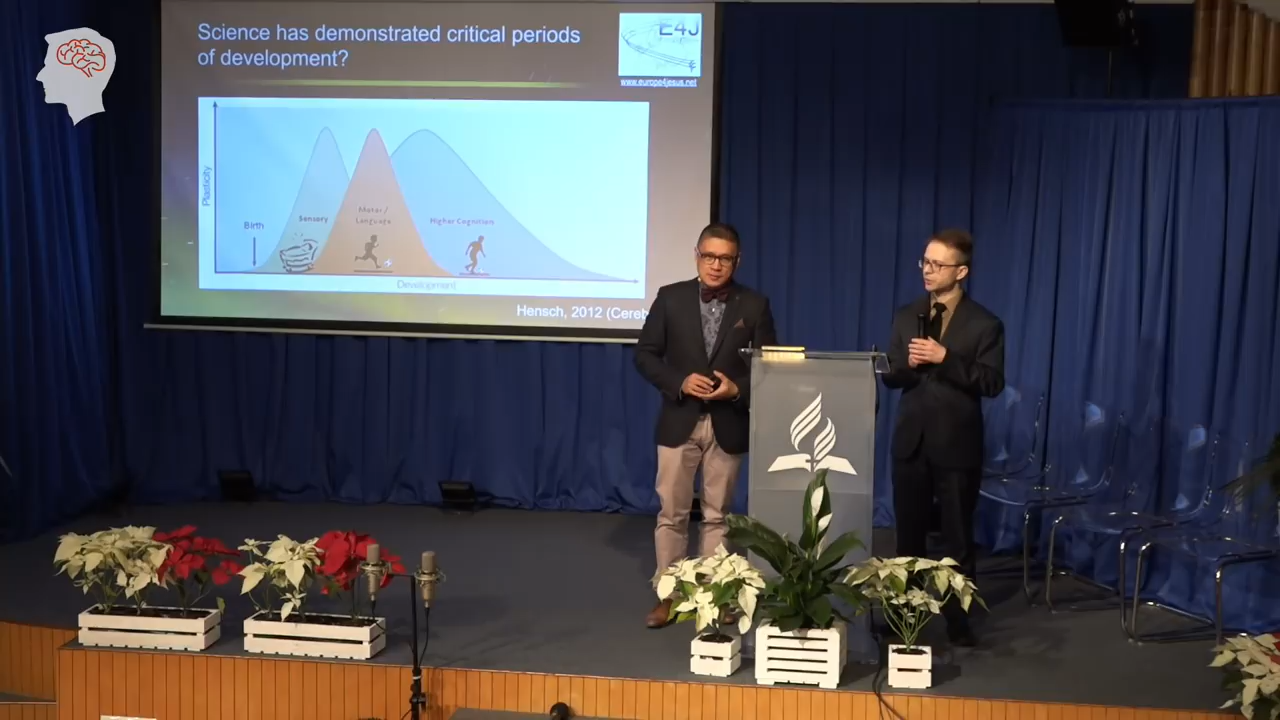 Science has demonstrated critical periods
of development?
E4J
www.europe4jesus.net
Plasticity
Birth
Sensory
Motor /
Language
Higher Cognition
Development
Hensch, 2012 (Cereb